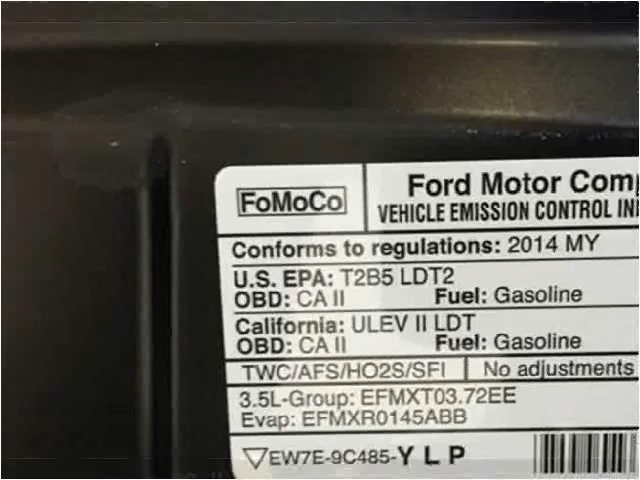 FoMoCo
Ford Motor Com
VEHICLE EMISSION CONTROL IN
Conforms to regulations: 2014 MY
U.S. EPA: T2B5 LDT2
OBD: CA II Fuel: Gasoline
California: ULEV II LDT
OBD: CA II Fuel: Gasoline
TWC/AFS/HO2S/SFI No adjustments
3.5L-Group: EFMXT03.72EE
Evap: EFMXR0145ABB
EW7E-9C485-Y L P